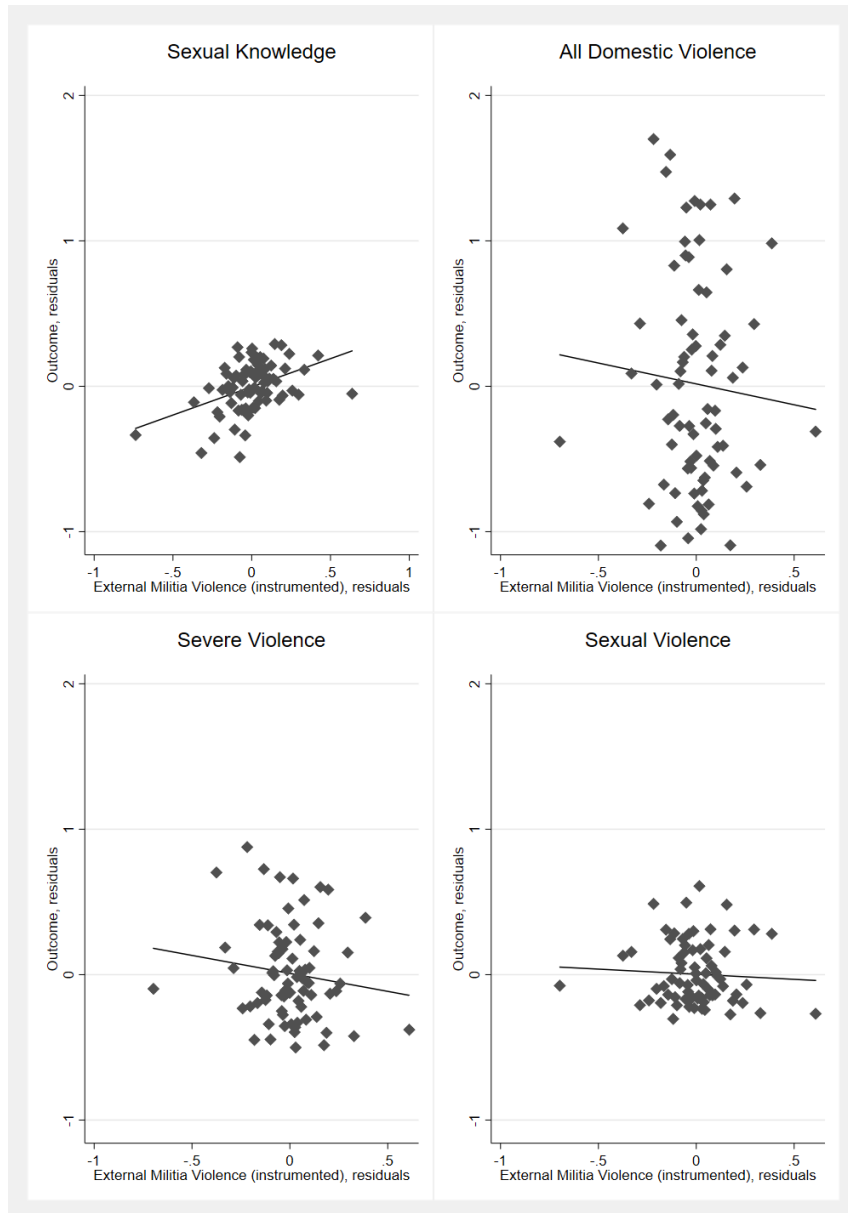 Sexual Knowledge
Outcome, residuals
2
1
0
-1
-1
-.5
0
.5
1
External Militia Violence (instrumented), residuals
All Domestic Violence
Outcome, residuals
2
1
0
-1
-1
-.5
0
.5
External Militia Violence (instrumented), residuals
Severe Violence
Outcome, residuals
2
1
0
-1
-1
-.5
0
.5
External Militia Violence (instrumented), residuals
Sexual Violence
Outcome, residuals
2
1
0
-1
-1
-.5
0
.5
External Militia Violence (instrumented), residuals